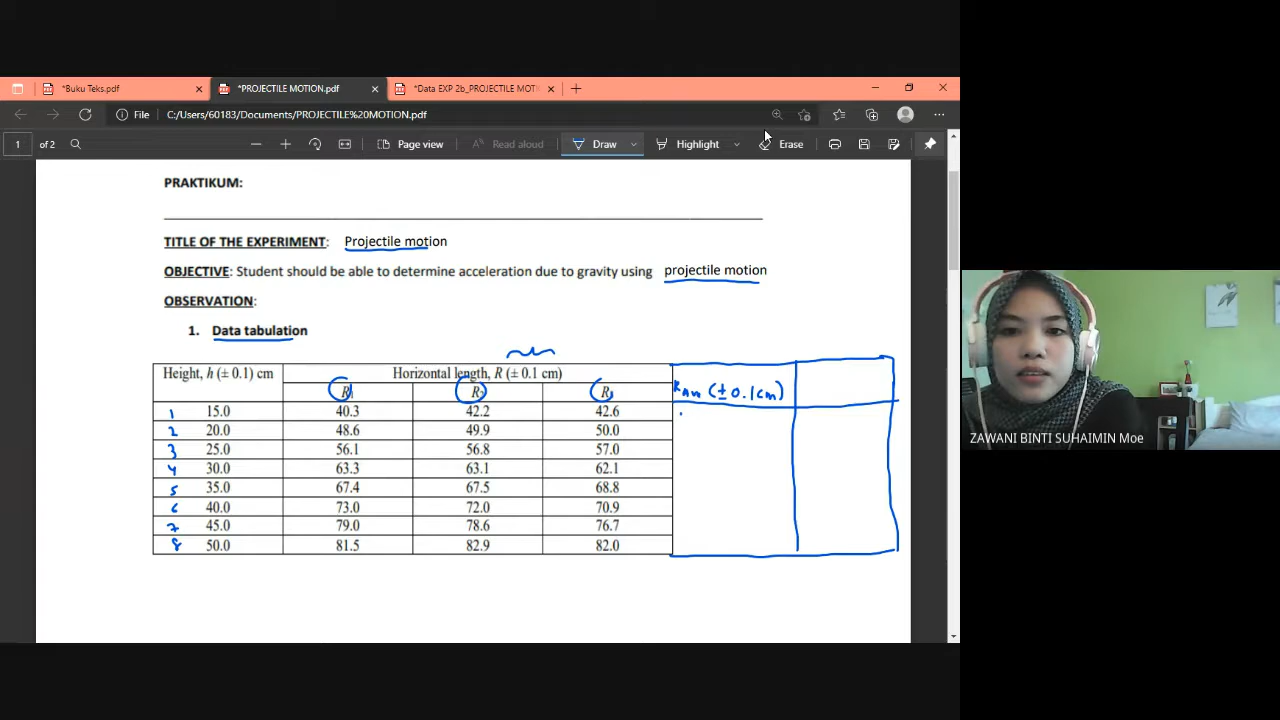 *Buku Teks.pdf
*PROJECTILE MOTION.pdf
*Data EXP 2b_PROJECTILE MOTI
File C:/Users/60183/Documents/PROJECTILE%20MOTION.pdf
1 of 2 Page view Read aloud Draw Highlight Erase
PRAKTIKUM:
TITLE OF THE EXPERIMENT: Projectile motion
OBJECTIVE: Student should be able to determine acceleration due to gravity using projectile motion
OBSERVATION:
1. Data tabulation
Height, h (± 0.1) cm Horizontal length, R (± 0.1 cm)
R1 R2 R3 (± 0.1cm)
1 15.0 40.3 42.2 42.6
2 20.0 48.6 49.9 50.0
3 25.0 56.1 56.8 57.0
4 30.0 63.3 63.1 62.1
5 35.0 67.4 67.5 68.8
6 40.0 73.0 72.0 70.9
7 45.0 79.0 78.6 76.7
8 50.0 81.5 82.9 82.0
ZAWANI BINTI SUHAIMIN Moe